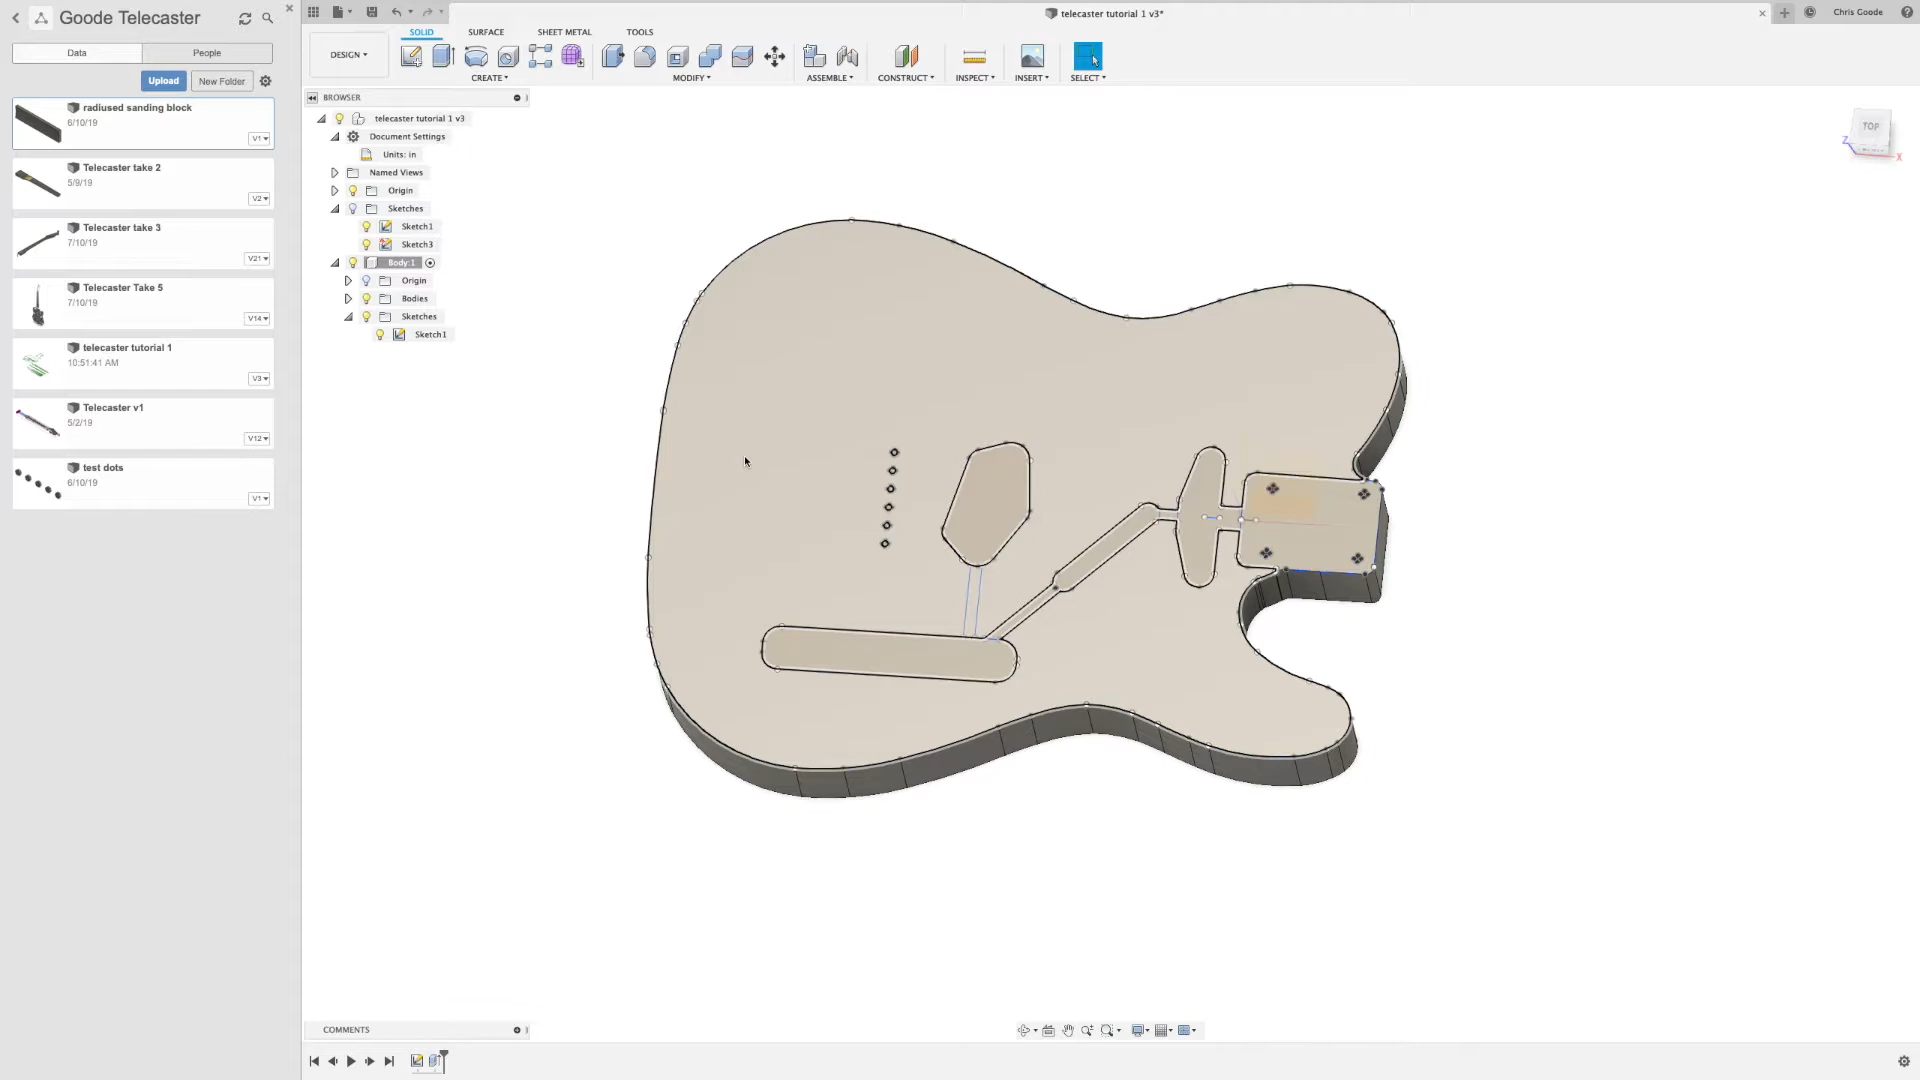 Goode Telecaster
Data
People
Upload
New Folder
radiused sanding block
6/10/19
V1
Telecaster take 2
5/9/19
V2
Telecaster take 3
7/10/19
V21
Telecaster Take 5
7/10/19
V14
telecaster tutorial 1
10:51:41 AM
V3
Telecaster v1
5/2/19
V12
test dots
6/10/19
V1
telecaster tutorial 1 v3*
Chris Goode
DESIGN
SOLID
SURFACE
SHEET METAL
TOOLS
CREATE
MODIFY
ASSEMBLE
CONSTRUCT
INSPECT
INSERT
SELECT
BROWSER
telecaster tutorial 1 v3
Document Settings
Units: in
Named Views
Origin
Sketches
Sketch1
Sketch3
Body:1
Origin
Bodies
Sketches
Sketch1
TOP
Z
X
COMMENTS